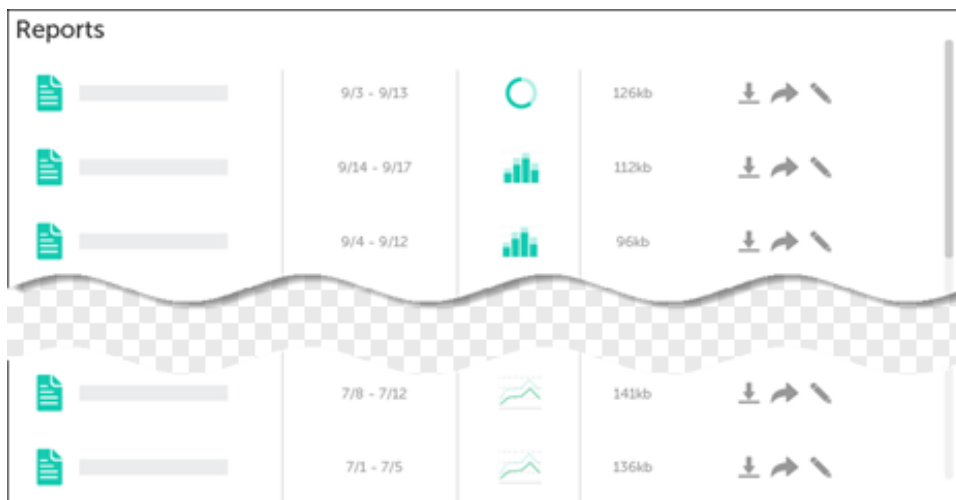 Reports
9/3 - 9/13 126kb
9/14 - 9/17 112kb
9/4 - 9/12 96kb
7/8 - 7/12 141kb
7/1 - 7/5 136kb